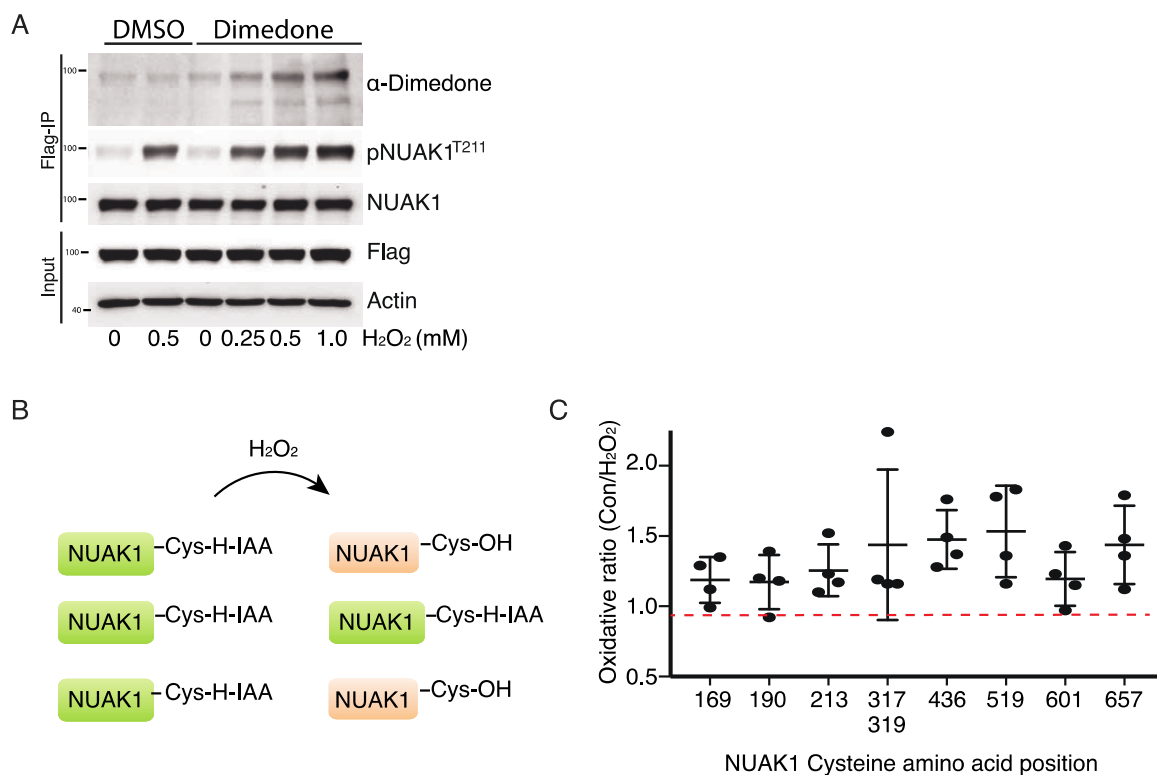 A
DMSO Dimedone
Flag-IP
100
α-Dimedone
100
pNUAK1ᵀ²¹¹
100
NUAK1
Input
100
Flag
40
Actin
0 0.5 0 0.25 0.5 1.0 H₂O₂ (mM)
B
H₂O₂
NUAK1 -Cys-H-IAA NUAK1 -Cys-OH
NUAK1 -Cys-H-IAA NUAK1 -Cys-H-IAA
NUAK1 -Cys-H-IAA NUAK1 -Cys-OH
C
Oxidative ratio (Con/H₂O₂)
2.0
1.5
1.0
0.5
169 190 213 317 436 519 601 657
319
NUAK1 Cysteine amino acid position